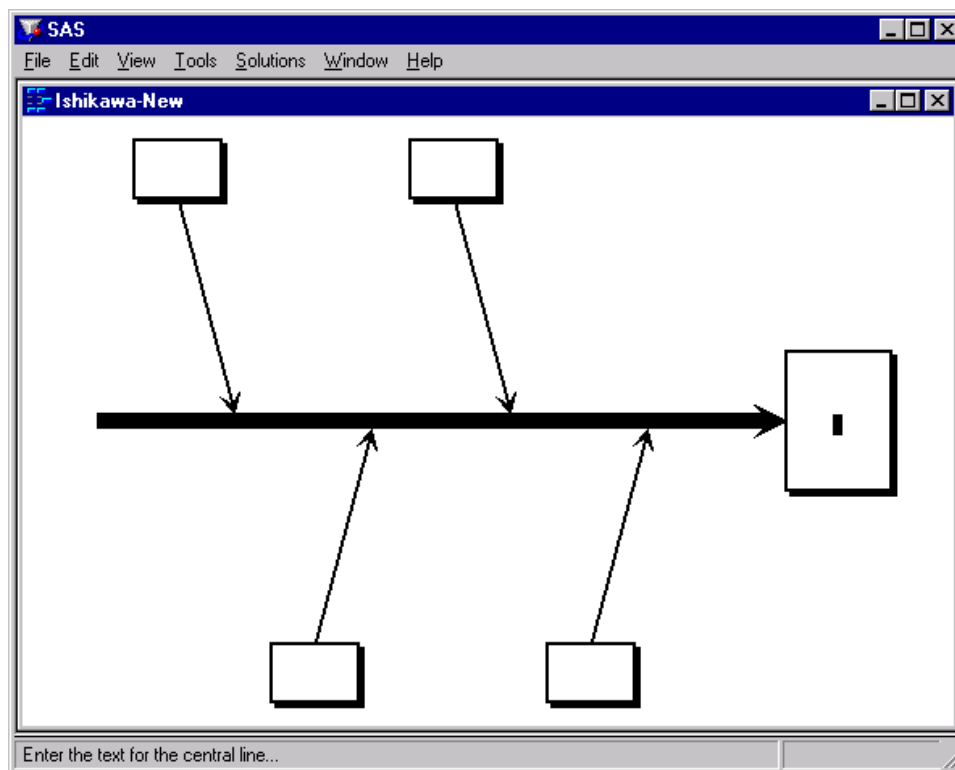 SAS
File Edit View Tools Solutions Window Help
Ishikawa-New
Enter the text for the central line...